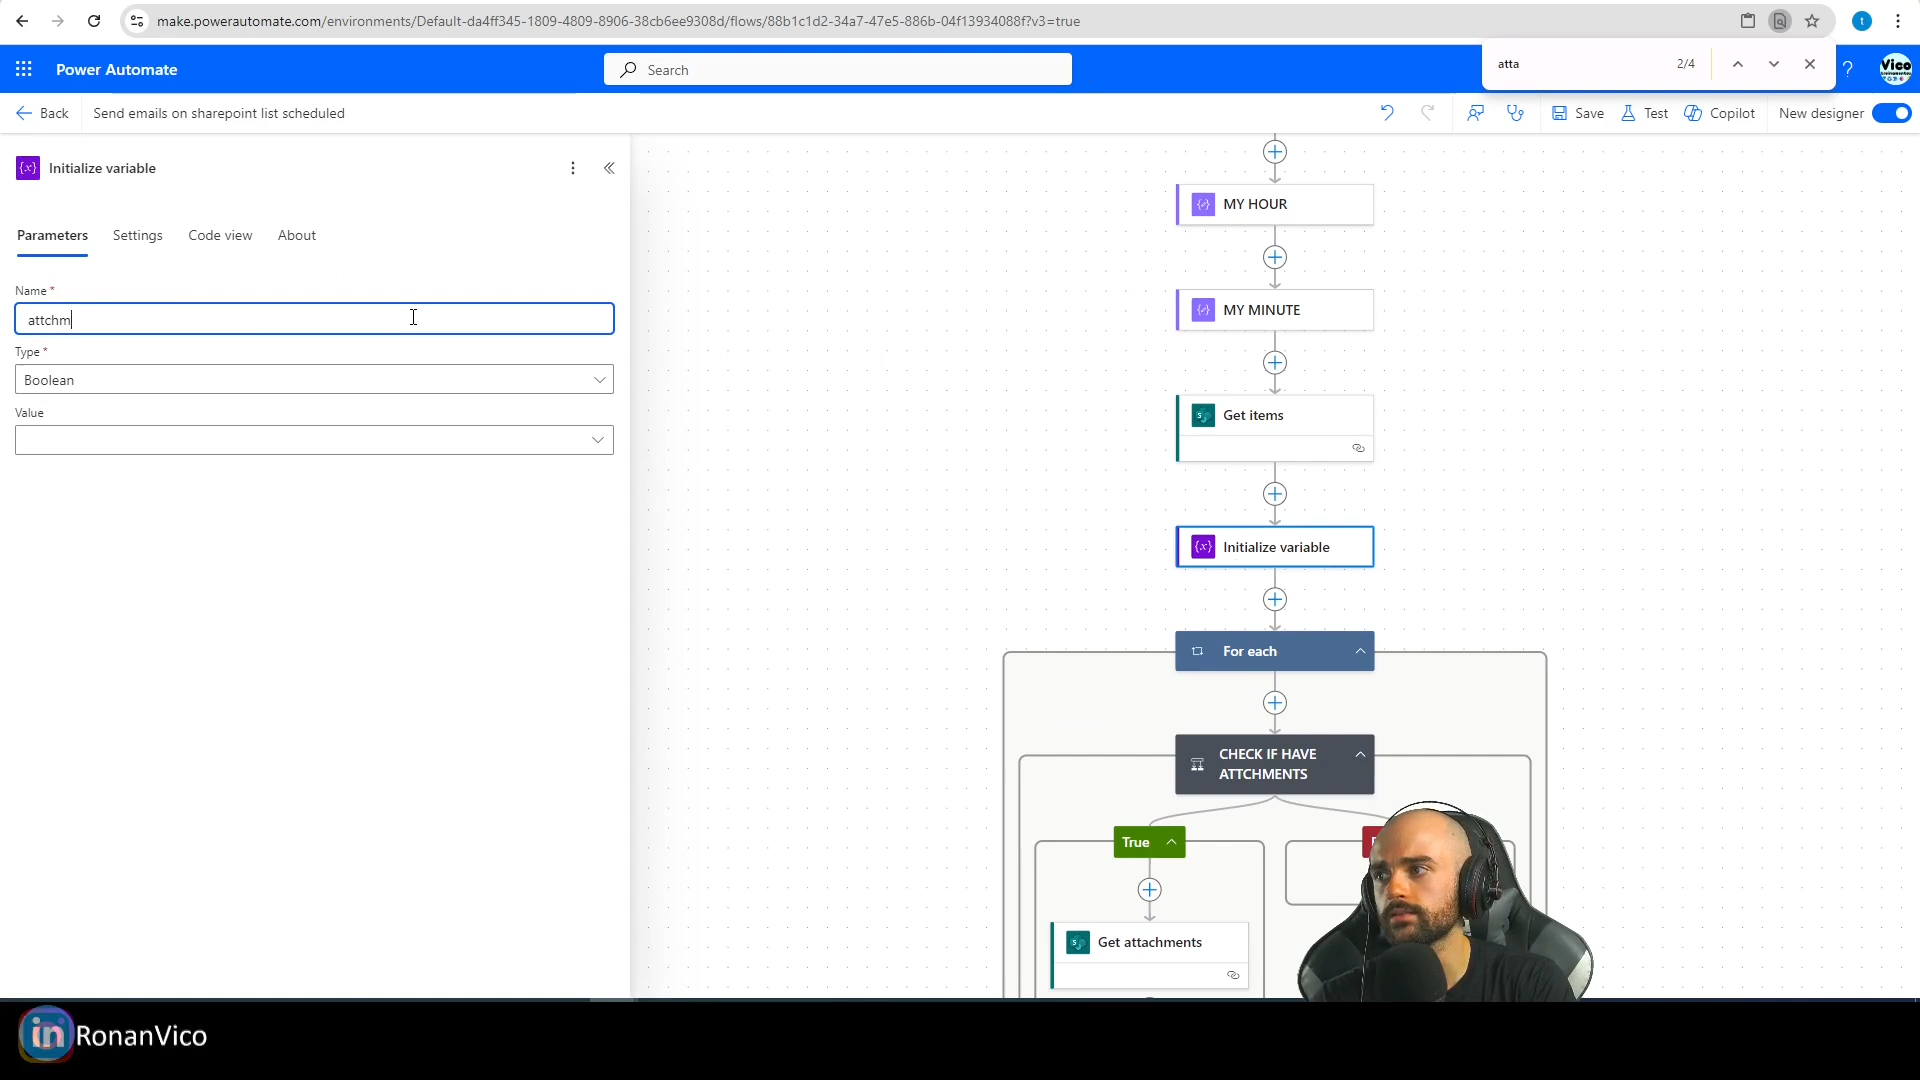 make.powerautomate.com/environments/Default-da4ff345-1809-4809-8906-38cb6ee9308d/flows/88b1c1d2-34a7-47e5-886b-04f13934088f?v3=true
t
Power Automate
Search
atta
2/4
?
Vico
Back
Send emails on sharepoint list scheduled
Save
Test
Copilot
New designer
{x}
Initialize variable
Parameters
Settings
Code view
About
Name *
attchm
Type *
Boolean
Value
MY HOUR
MY MINUTE
Get items
{x}
Initialize variable
For each
CHECK IF HAVE
ATTCHMENTS
True
Get attachments
in
RonanVico